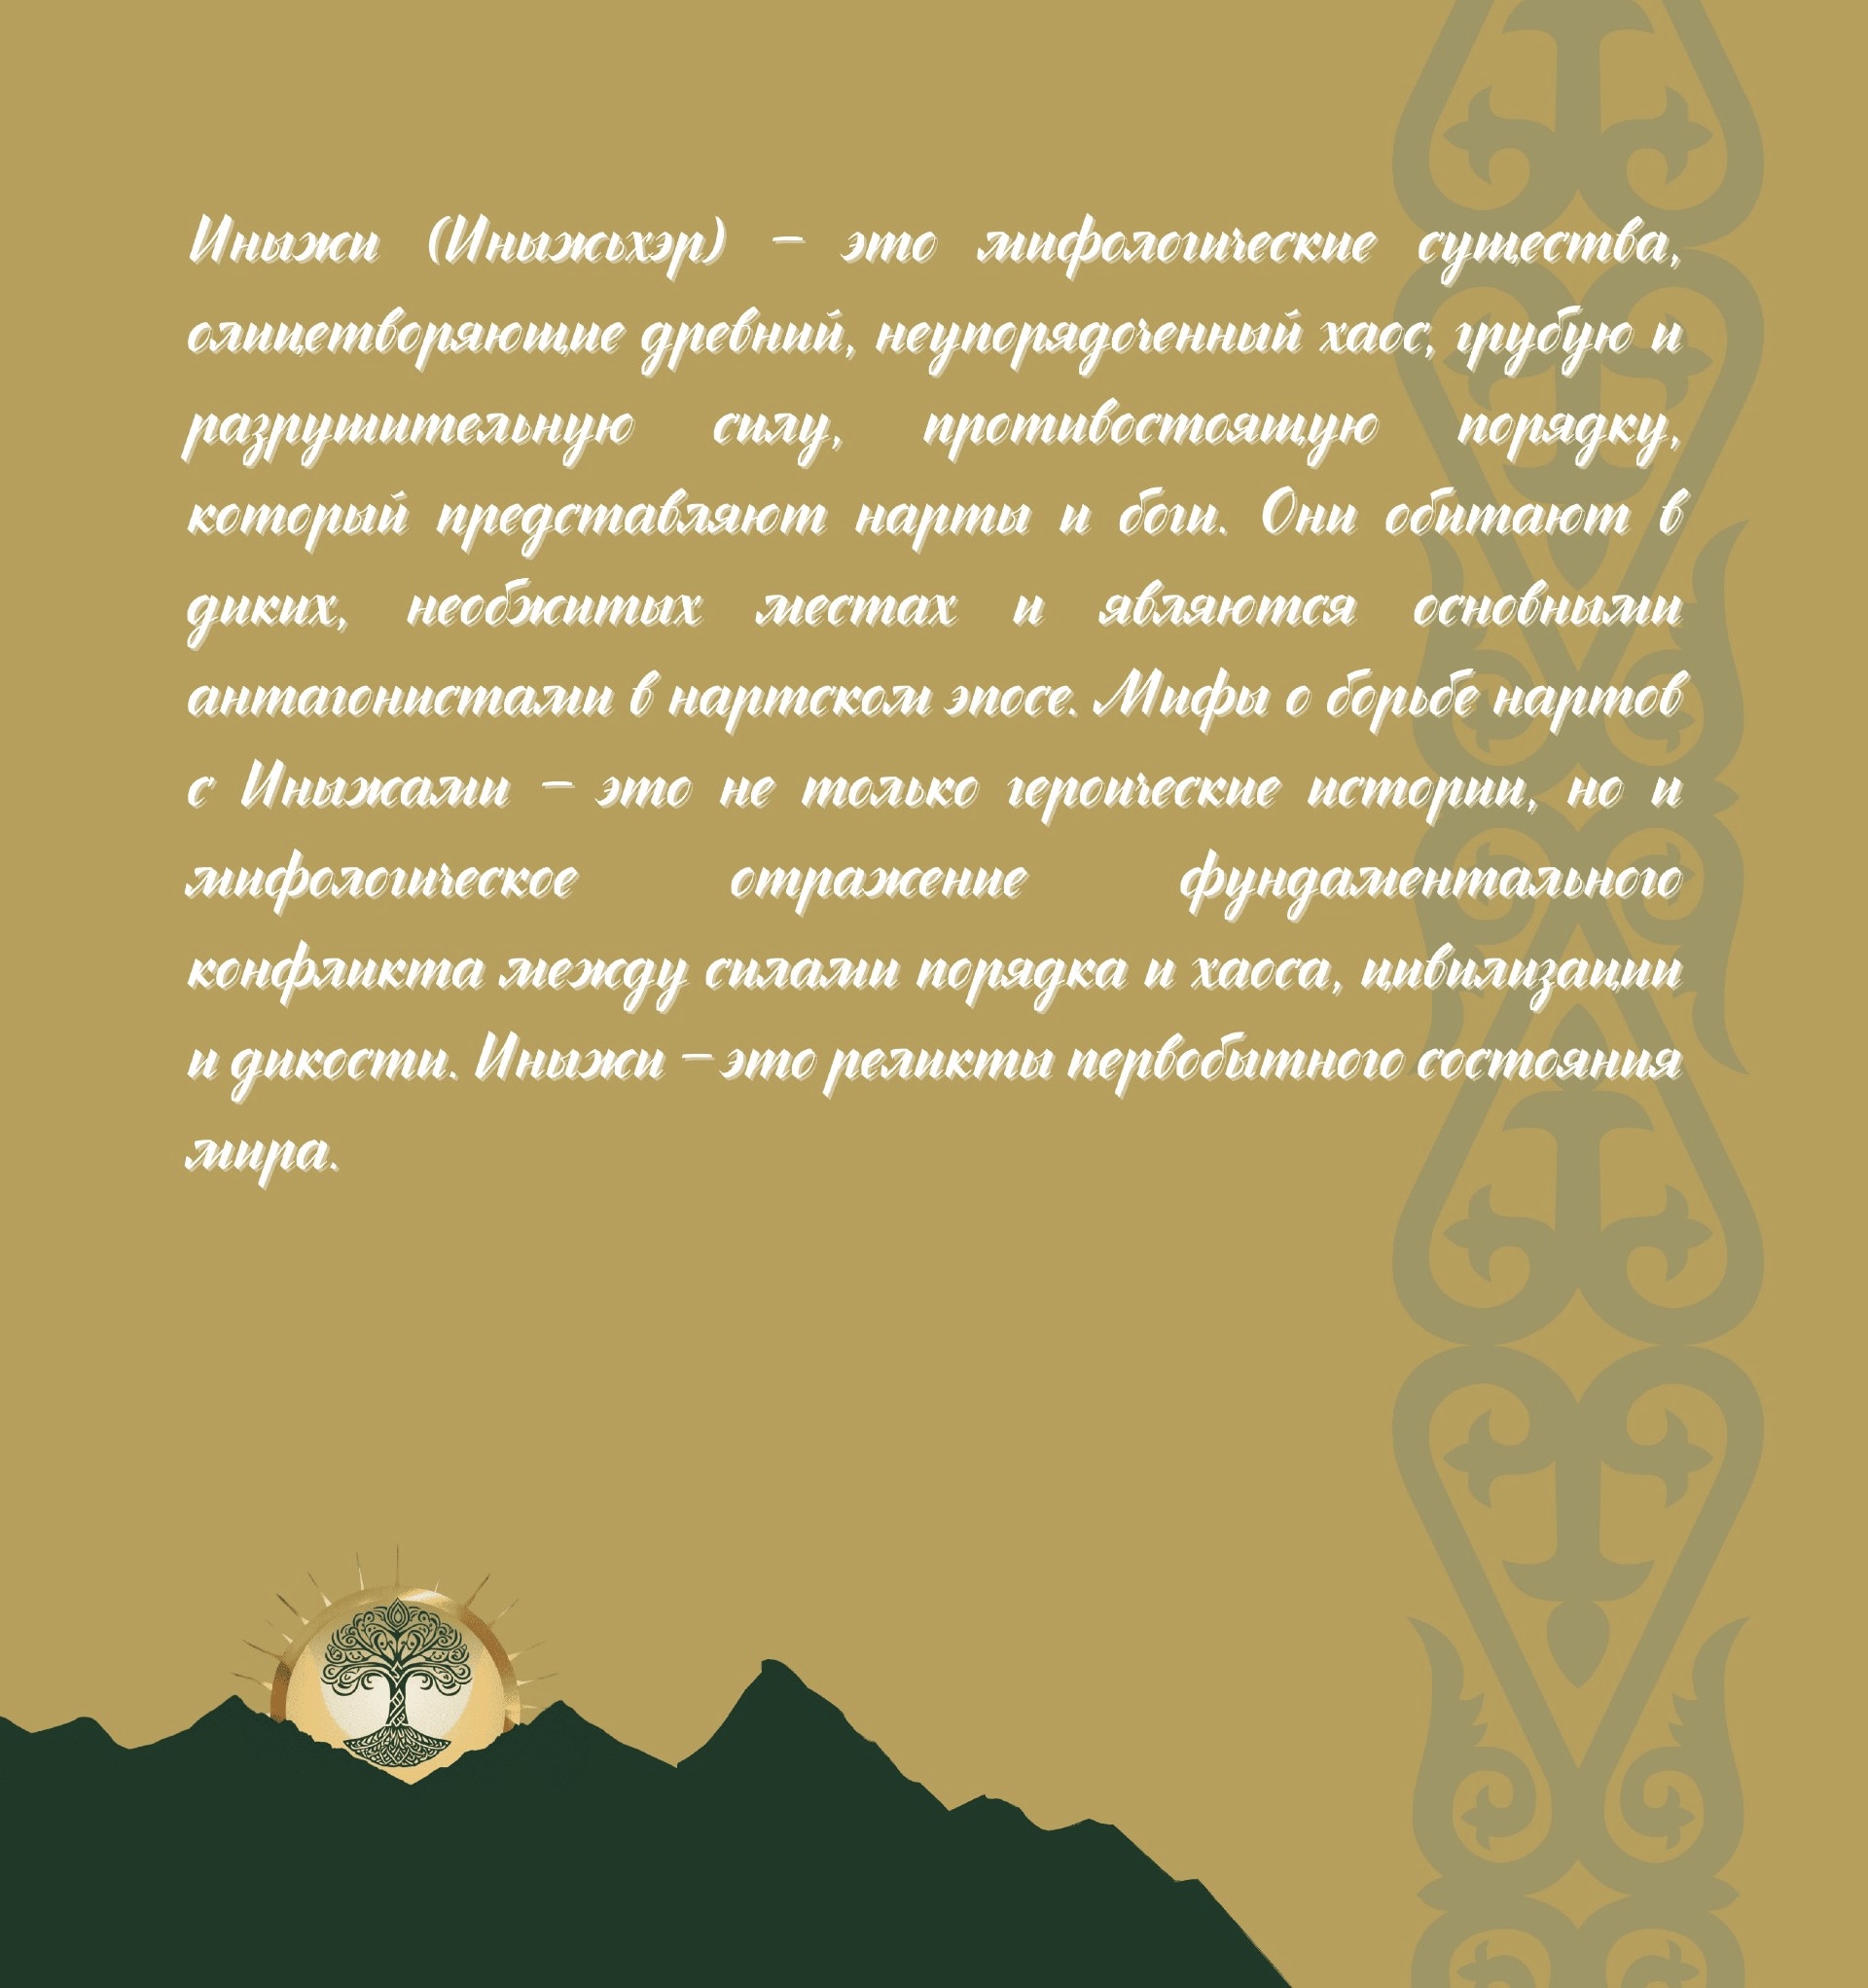 Иныжи (Иныжьхэр) – это мифологические существа,
олицетворяющие древний, неупорядоченный хаос, грубую и
разрушительную силу, противостоящую порядку,
который представляют нарты и боги. Они обитают в
диких, необжитых местах и являются основными
антагонистами в нартском эпосе. Мифы о борьбе нартов
с Иныжами – это не только героические истории, но и
мифологическое отражение фундаментального
конфликта между силами порядка и хаоса, цивилизации
и дикости. Иныжи – это реликты первобытного состояния
мира.